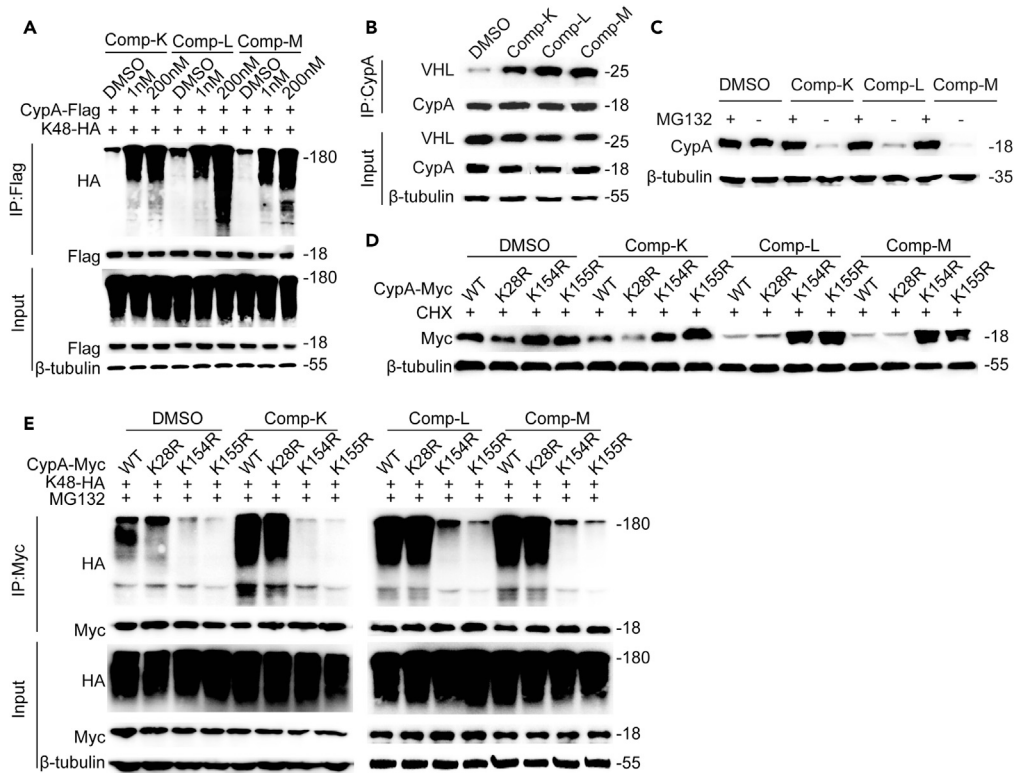 A
Comp-K Comp-L Comp-M
DMSO 1nM 200nM DMSO 1nM 200nM DMSO 1nM 200nM
CypA-Flag + + + + + + + + +
K48-HA + + + + + + + + +
IP:Flag
HA
-180
Flag
-18
Input
-180
Flag
-18
β-tubulin
-55
B
DMSO Comp-K Comp-L Comp-M
IP:CypA
VHL -25
CypA -18
Input
VHL -25
CypA -18
β-tubulin -55
C
DMSO Comp-K Comp-L Comp-M
MG132 + - + - + - + -
CypA -18
β-tubulin -35
D
DMSO Comp-K Comp-L Comp-M
CypA-Myc WT K28R K154R K155R WT K28R K154R K155R WT K28R K154R K155R WT K28R K154R K155R
CHX + + + + + + + + + + + + + + + +
Myc -18
β-tubulin -55
E
DMSO Comp-K Comp-L Comp-M
CypA-Myc WT K28R K154R K155R WT K28R K154R K155R WT K28R K154R K155R WT K28R K154R K155R
K48-HA + + + + + + + + + + + + + + + +
MG132 + + + + + + + + + + + + + + + +
IP:Myc
HA -180
Myc -18
Input
HA -180
Myc -18
β-tubulin -55